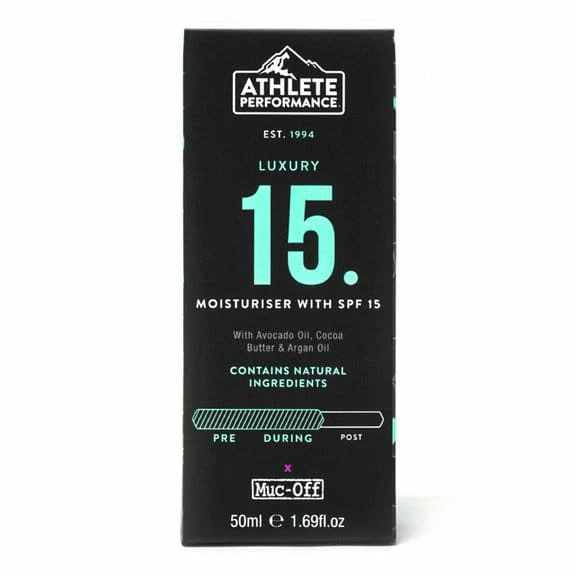 ATHLETE
PERFORMANCE
EST. 1994
LUXURY
15.
MOISTURISER WITH SPF 15
With Avocado Oil, Cocoa
Butter & Argan Oil
CONTAINS NATURAL
INGREDIENTS
PRE DURING POST
x
Muc-Off
50ml ℮ 1.69fl.oz